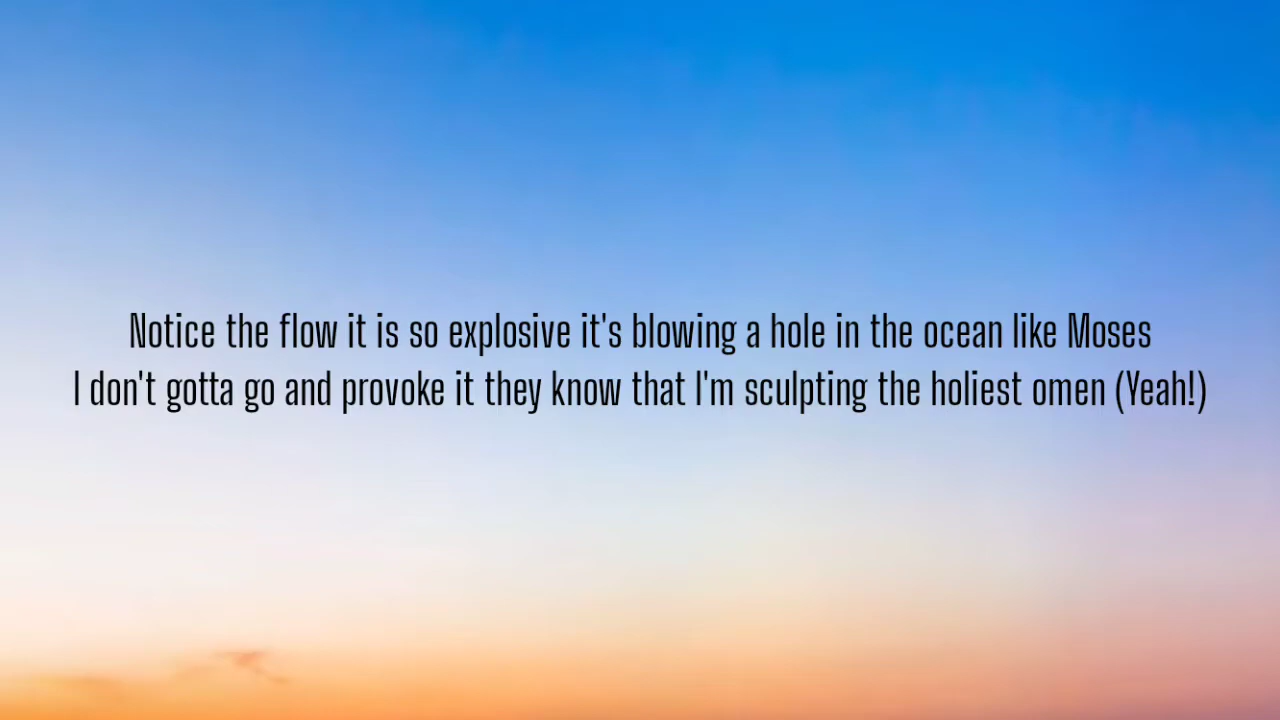 Notice the flow it is so explosive it's blowing a hole in the ocean like Moses
I don't gotta go and provoke it they know that I'm sculpting the holiest omen (Yeah!)